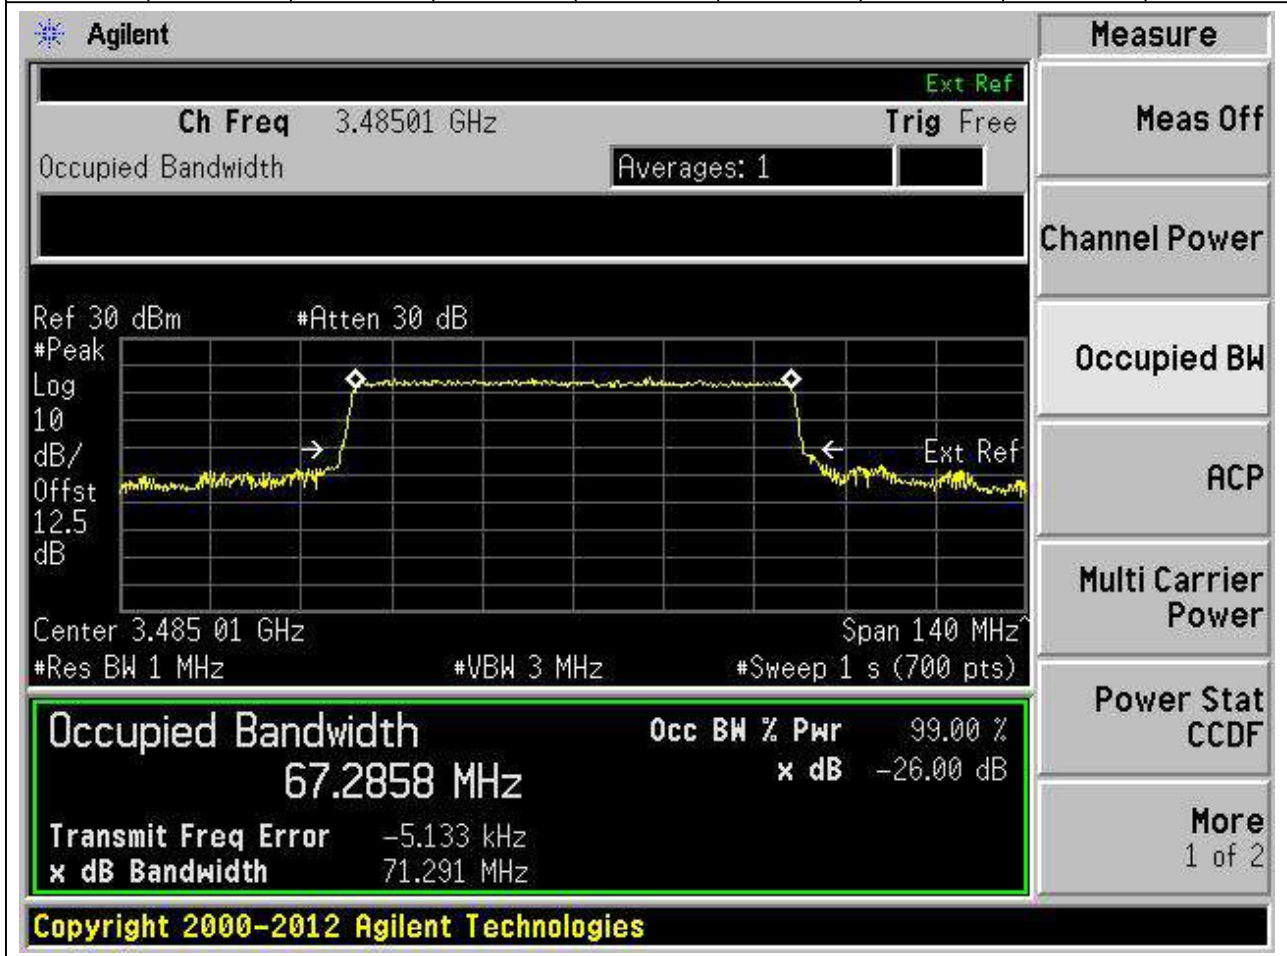 Agilent
Measure
Ext Ref
Ch Freq 3.48501 GHz Trig Free
Occupied Bandwidth Averages: 1
Meas Off
Channel Power
Occupied BW
ACP
Multi Carrier
Power
Power Stat
CCDF
More
1 of 2
Ref 30 dBm #Atten 30 dB
#Peak
Log
10
dB/
Offst
12.5
dB
Ext Ref
Center 3.485 01 GHz Span 140 MHz^
#Res BW 1 MHz #VBW 3 MHz #Sweep 1 s (700 pts)
Occupied Bandwidth Occ BW % Pwr 99.00 %
67.2858 MHz x dB -26.00 dB
Transmit Freq Error -5.133 kHz
x dB Bandwidth 71.291 MHz
Copyright 2000-2012 Agilent Technologies